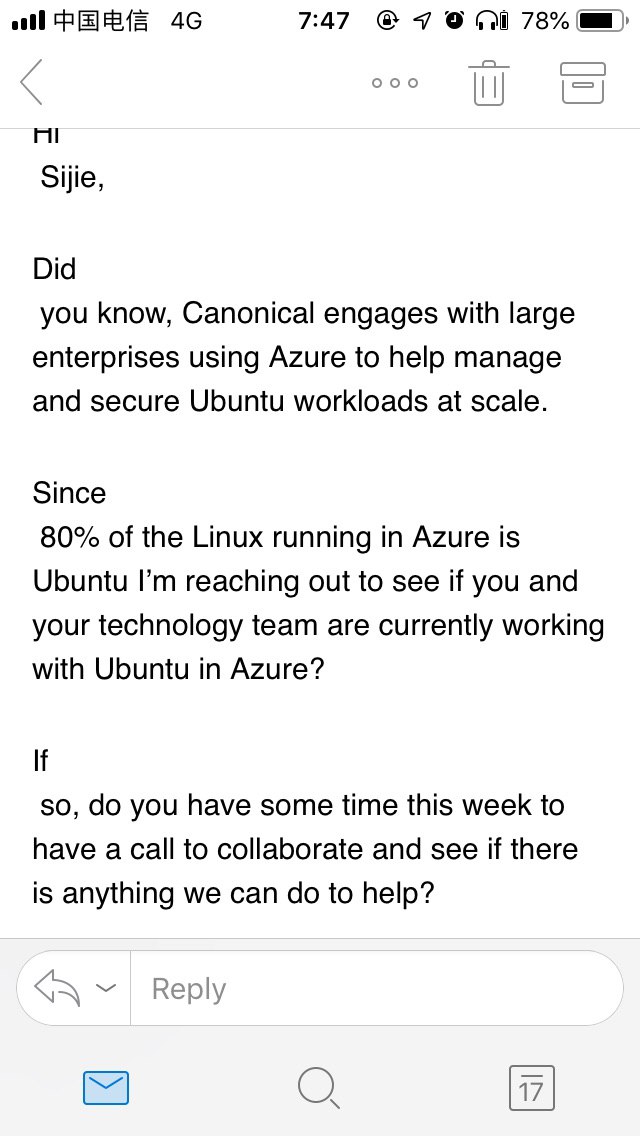 中国电信 4G 7:47 78%
Hi
Sijie,
Did
you know, Canonical engages with large
enterprises using Azure to help manage
and secure Ubuntu workloads at scale.
Since
80% of the Linux running in Azure is
Ubuntu I’m reaching out to see if you and
your technology team are currently working
with Ubuntu in Azure?
If
so, do you have some time this week to
have a call to collaborate and see if there
is anything we can do to help?
Reply
17